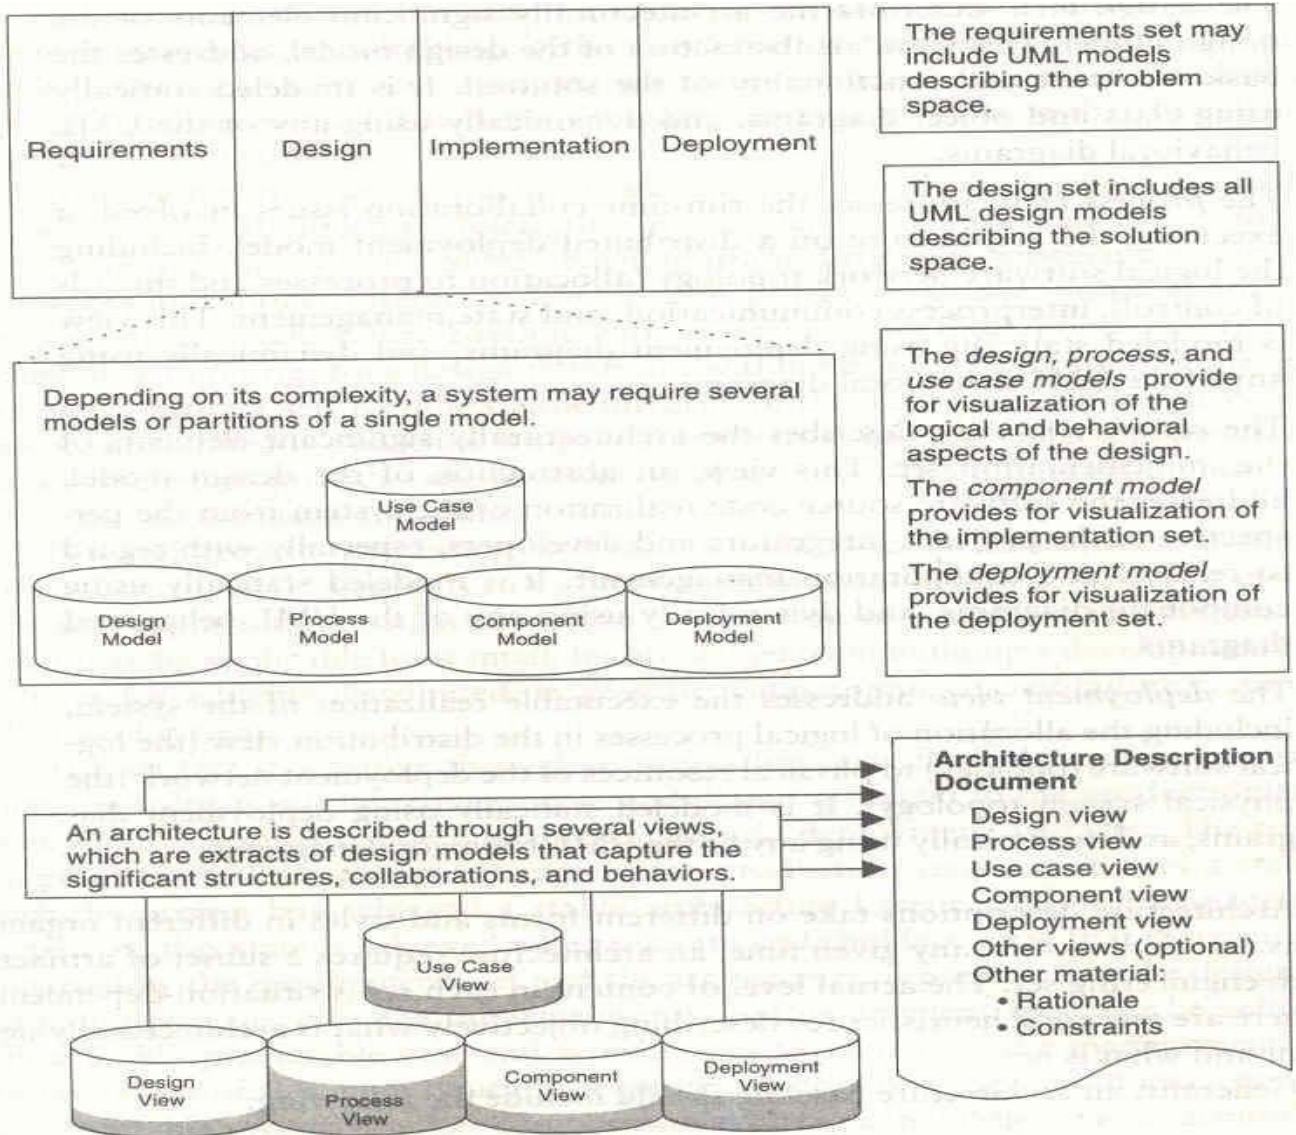 Requirements
Design
Implementation
Deployment
The requirements set may
include UML models
describing the problem
space.
The design set includes all
UML design models
describing the solution
space.
Depending on its complexity, a system may require several
models or partitions of a single model.
Use Case
Model
Design
Model
Process
Model
Component
Model
Deployment
Model
The design, process, and
use case models provide
for visualization of the
logical and behavioral
aspects of the design.
The component model
provides for visualization of
the implementation set.
The deployment model
provides for visualization of
the deployment set.
An architecture is described through several views,
which are extracts of design models that capture the
significant structures, collaborations, and behaviors.
Architecture Description
Document
Design view
Process view
Use case view
Component view
Deployment view
Other views (optional)
Other material:
• Rationale
• Constraints
Use Case
View
Design
View
Process
View
Component
View
Deployment
View